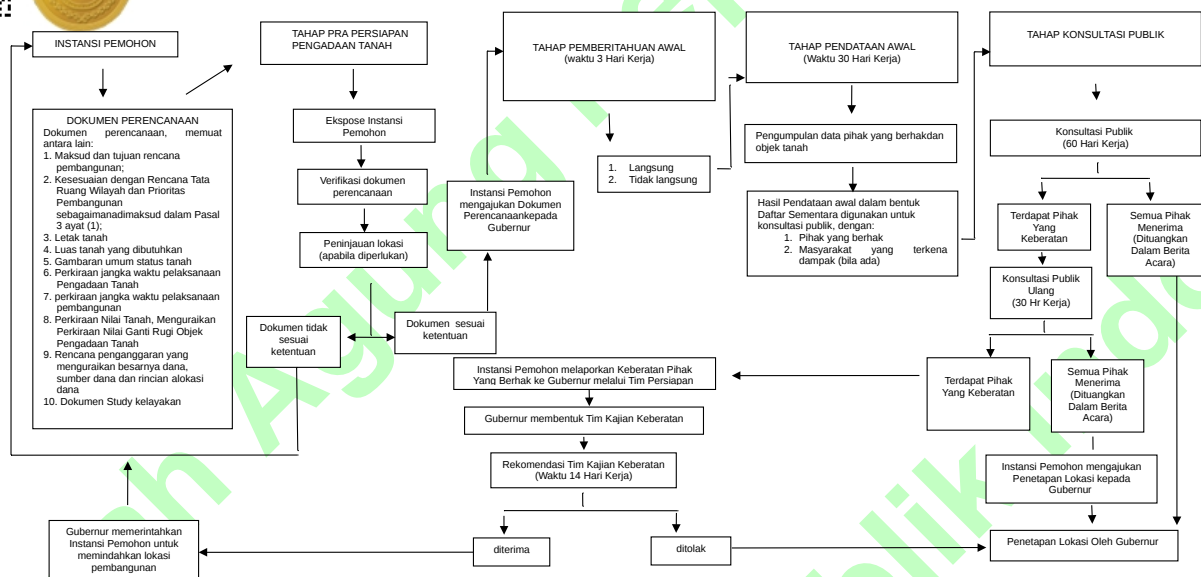 INSTANSI PEMOHON
TAHAP PRA PERSIAPAN
PENGADAAN TANAH
TAHAP PEMBERITAHUAN AWAL
(waktu 3 Hari Kerja)
TAHAP PENDATAAN AWAL
(Waktu 30 Hari Kerja)
TAHAP KONSULTASI PUBLIK
DOKUMEN PERENCANAAN
Dokumen perencanaan, memuat
antara lain:
1. Maksud dan tujuan rencana
pembangunan;
2. Kesesuaian dengan Rencana Tata
Ruang Wilayah dan Prioritas
Pembangunan
sebagaimanadimaksud dalam Pasal
3 ayat (1);
3. Letak tanah
4. Luas tanah yang dibutuhkan
5. Gambaran umum status tanah
6. Perkiraan jangka waktu pelaksanaan
Pengadaan Tanah
7. perkiraan jangka waktu pelaksanaan
pembangunan
8. Perkiraan Nilai Tanah, Menguraikan
Perkiraan Nilai Ganti Rugi Objek
Pengadaan Tanah
9. Rencana penganggaran yang
menguraikan besarnya dana,
sumber dana dan rincian alokasi
dana
10. Dokumen Study kelayakan
Ekspose Instansi
Pemohon
Verifikasi dokumen
perencanaan
Peninjauan lokasi
(apabila diperlukan)
Dokumen tidak
sesuai
ketentuan
Dokumen sesuai
ketentuan
Instansi Pemohon
mengajukan Dokumen
Perencanaankepada
Gubernur
1. Langsung
2. Tidak langsung
Pengumpulan data pihak yang berhakdan
objek tanah
Hasil Pendataan awal dalam bentuk
Daftar Sementara digunakan untuk
konsultasi publik, dengan:
1. Pihak yang berhak
2. Masyarakat yang terkena
dampak (bila ada)
Konsultasi Publik
(60 Hari Kerja)
Terdapat Pihak
Yang
Keberatan
Semua Pihak
Menerima
(Dituangkan
Dalam Berita
Acara)
Konsultasi Publik
Ulang
(30 Hr Kerja)
Terdapat Pihak
Yang Keberatan
Semua Pihak
Menerima
(Dituangkan
Dalam Berita
Acara)
Instansi Pemohon melaporkan Keberatan Pihak
Yang Berhak ke Gubernur melalui Tim Persiapan
Gubernur membentuk Tim Kajian Keberatan
Rekomendasi Tim Kajian Keberatan
(Waktu 14 Hari Kerja)
Instansi Pemohon mengajukan
Penetapan Lokasi kepada
Gubernur
Gubernur memerintahkan
Instansi Pemohon untuk
memindahkan lokasi
pembangunan
diterima
ditolak
Penetapan Lokasi Oleh Gubernur